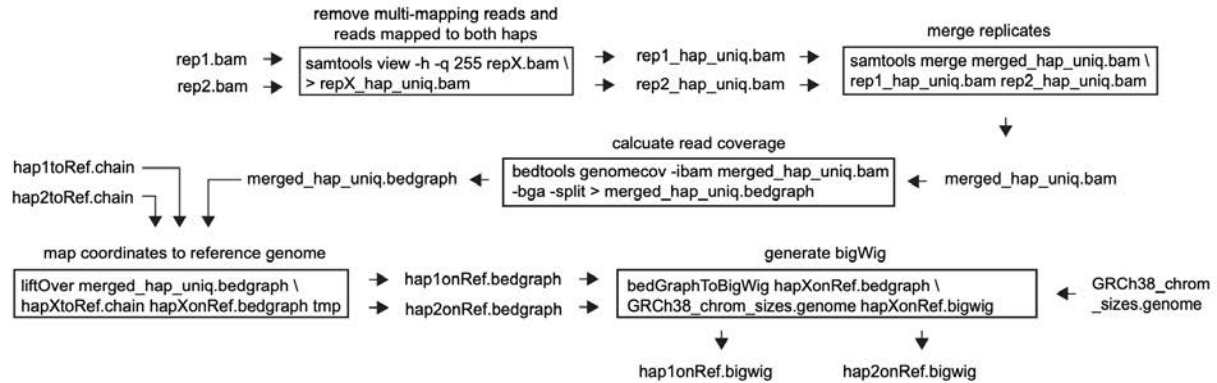 remove multi-mapping reads and
reads mapped to both haps
merge replicates
rep1.bam
rep2.bam
samtools view -h -q 255 repX.bam \
> repX_hap_uniq.bam
rep1_hap_uniq.bam
rep2_hap_uniq.bam
samtools merge merged_hap_uniq.bam \
rep1_hap_uniq.bam rep2_hap_uniq.bam
calcuate read coverage
hap1toRef.chain
hap2toRef.chain
merged_hap_uniq.bedgraph
bedtools genomecov -ibam merged_hap_uniq.bam
-bga -split > merged_hap_uniq.bedgraph
merged_hap_uniq.bam
map coordinates to reference genome
generate bigWig
liftOver merged_hap_uniq.bedgraph \
hapXtoRef.chain hapXonRef.bedgraph tmp
hap1onRef.bedgraph
hap2onRef.bedgraph
bedGraphToBigWig hapXonRef.bedgraph \
GRCh38_chrom_sizes.genome hapXonRef.bigwig
GRCh38_chrom
_sizes.genome
hap1onRef.bigwig
hap2onRef.bigwig